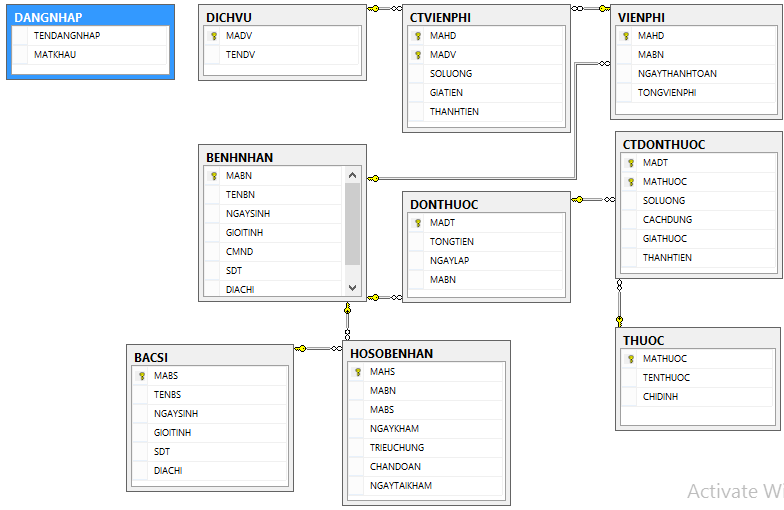 DANGNHAP
TENDANGNHAP
MATKHAU
DICHVU
MADV
TENDV
CTVIENPHI
MAHD
MADV
SOLUONG
GIATIEN
THANHTIEN
VIENPHI
MAHD
MABN
NGAYTHANHTOAN
TONGVIENPHI
BENHNHAN
MABN
TENBN
NGAYSINH
GIOITINH
CMND
SDT
DIACHI
DONTHUOC
MADT
TONGTIEN
NGAYLAP
MABN
CTDONTHUOC
MADT
MATHUOC
SOLUONG
CACHDUNG
GIATHUOC
THANHTIEN
BACSI
MABS
TENBS
NGAYSINH
GIOITINH
SDT
DIACHI
HOSOBENHAN
MAHS
MABN
MABS
NGAYKHAM
TRIEUCHUNG
CHANDOAN
NGAYTAIKHAM
THUOC
MATHUOC
TENTHUOC
CHIDINH
Activate Wi